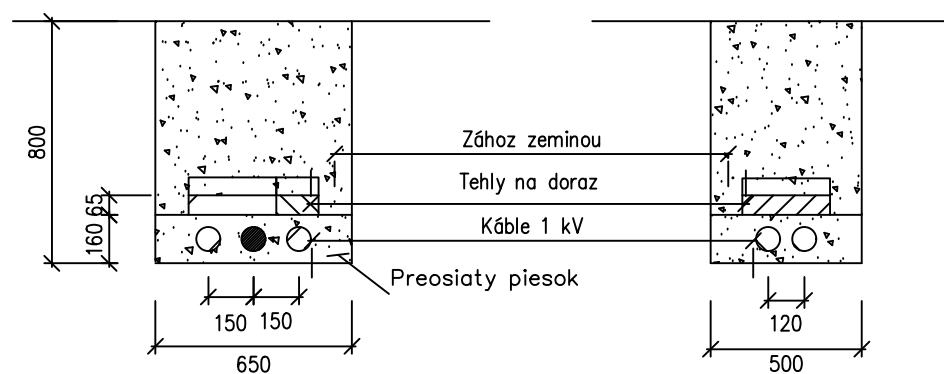 800
160 65
Zához zeminou
Tehly na doraz
Káble 1 kV
Preosiaty piesok
150 150
650
120
500